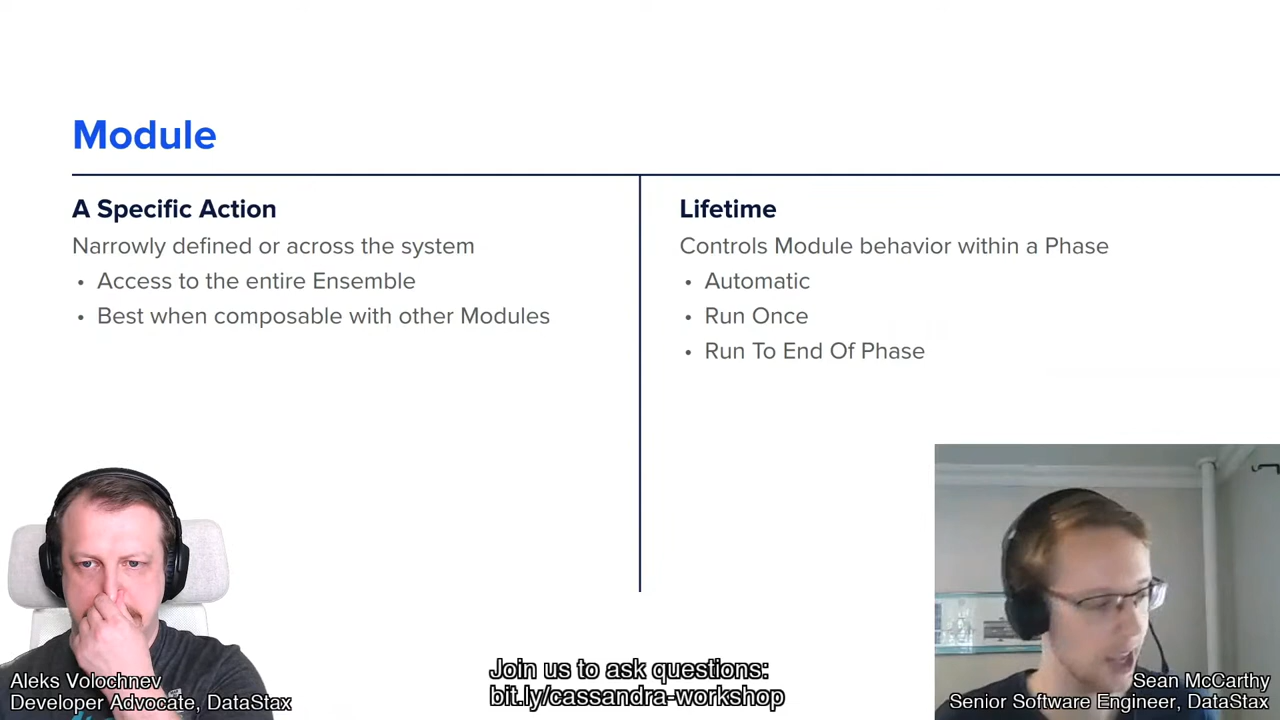 Module
A Specific Action
Narrowly defined or across the system
• Access to the entire Ensemble
• Best when composable with other Modules
Lifetime
Controls Module behavior within a Phase
• Automatic
• Run Once
• Run To End Of Phase
Aleks Volochnev
Developer Advocate, DataStax
Join us to ask questions:
bit.ly/cassandra-workshop
Sean McCarthy
Senior Software Engineer, DataStax